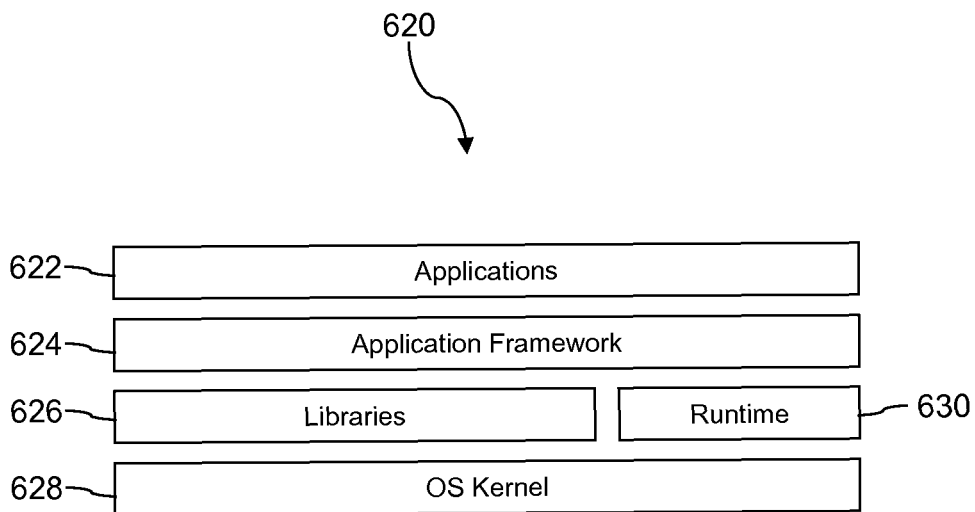 620
622 Applications
624 Application Framework
626 Libraries Runtime 630
628 OS Kernel